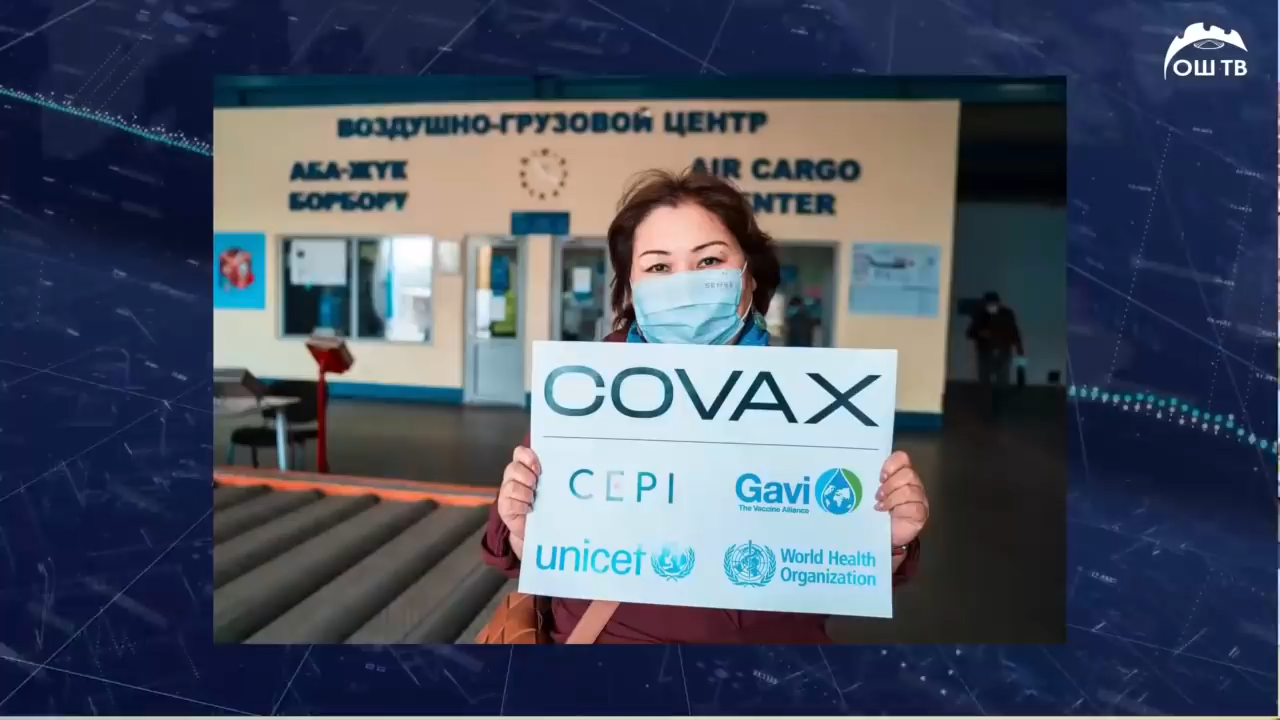 ОШ ТВ
ВОЗДУШНО-ГРУЗОВОЙ ЦЕНТР
АБА-ЖҮК
БОРБОРУ
AIR CARGO
CENTER
COVAX
CEPI
Gavi
The Vaccine Alliance
unicef
World Health
Organization